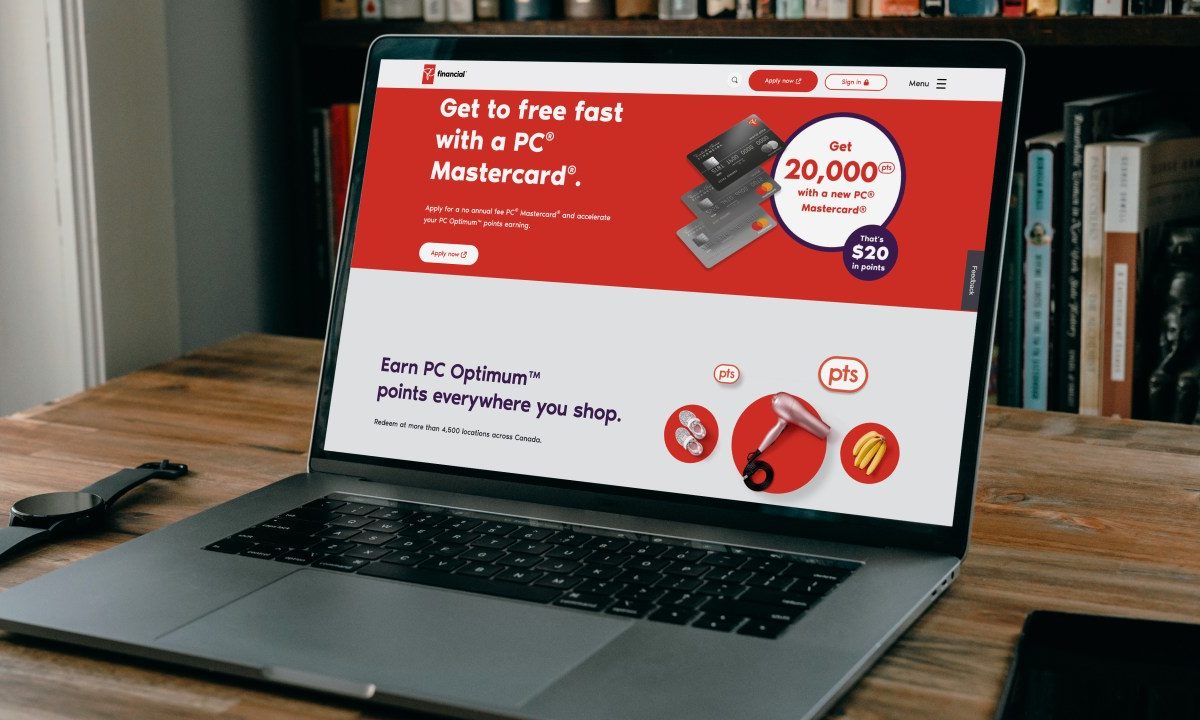 PC
financial
Apply now
Sign in
Menu
Get to free fast
with a PC®
Mastercard®.
Apply for a no annual fee PC® Mastercard® and accelerate
your PC Optimum™ points earning.
Apply now
Get
20,000 pts
with a new PC®
Mastercard®
That's
$20
in points
Feedback
Earn PC Optimum™
points everywhere you shop.
Redeem at more than 4,500 locations across Canada.
pts
pts